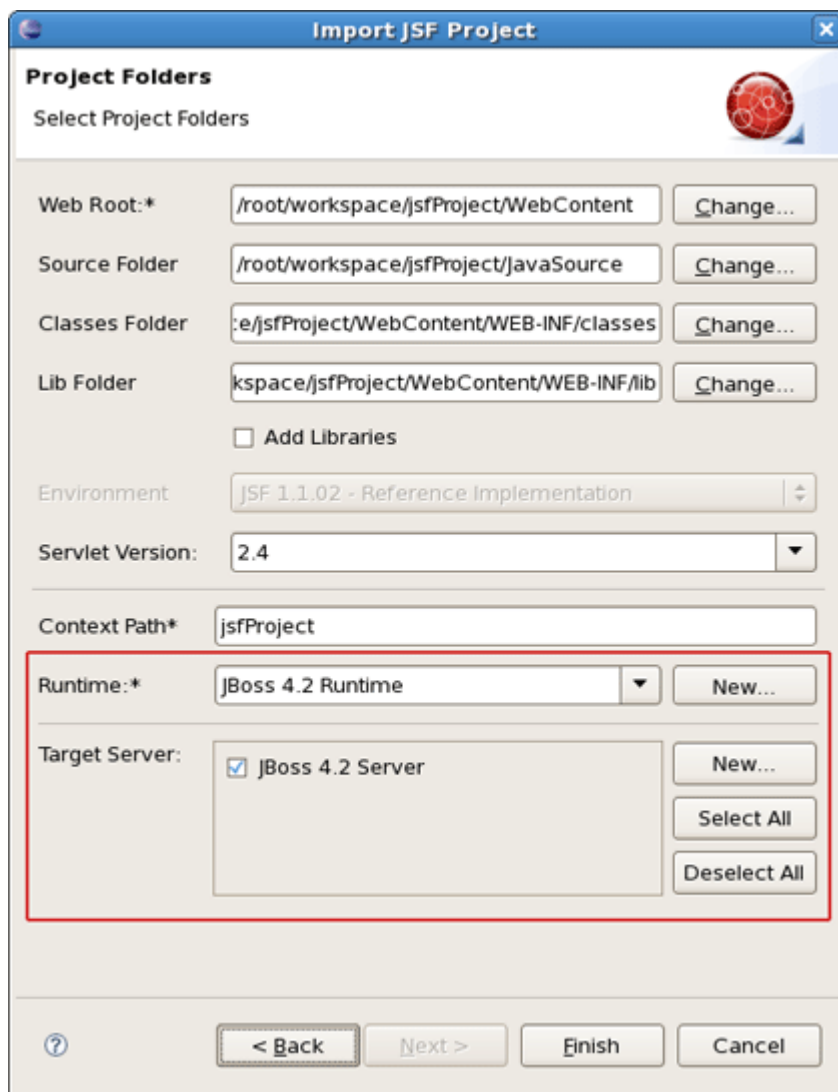 Import JSF Project
Project Folders
Select Project Folders
Web Root:* /root/workspace/jsfProject/WebContent Change...
Source Folder /root/workspace/jsfProject/JavaSource Change...
Classes Folder :e/jsfProject/WebContent/WEB-INF/classes Change...
Lib Folder kspace/jsfProject/WebContent/WEB-INF/lib Change...
Add Libraries
Environment JSF 1.1.02 - Reference Implementation
Servlet Version: 2.4
Context Path* jsfProject
Runtime:* JBoss 4.2 Runtime New...
Target Server: JBoss 4.2 Server New...
Select All
Deselect All
? < Back Next > Finish Cancel